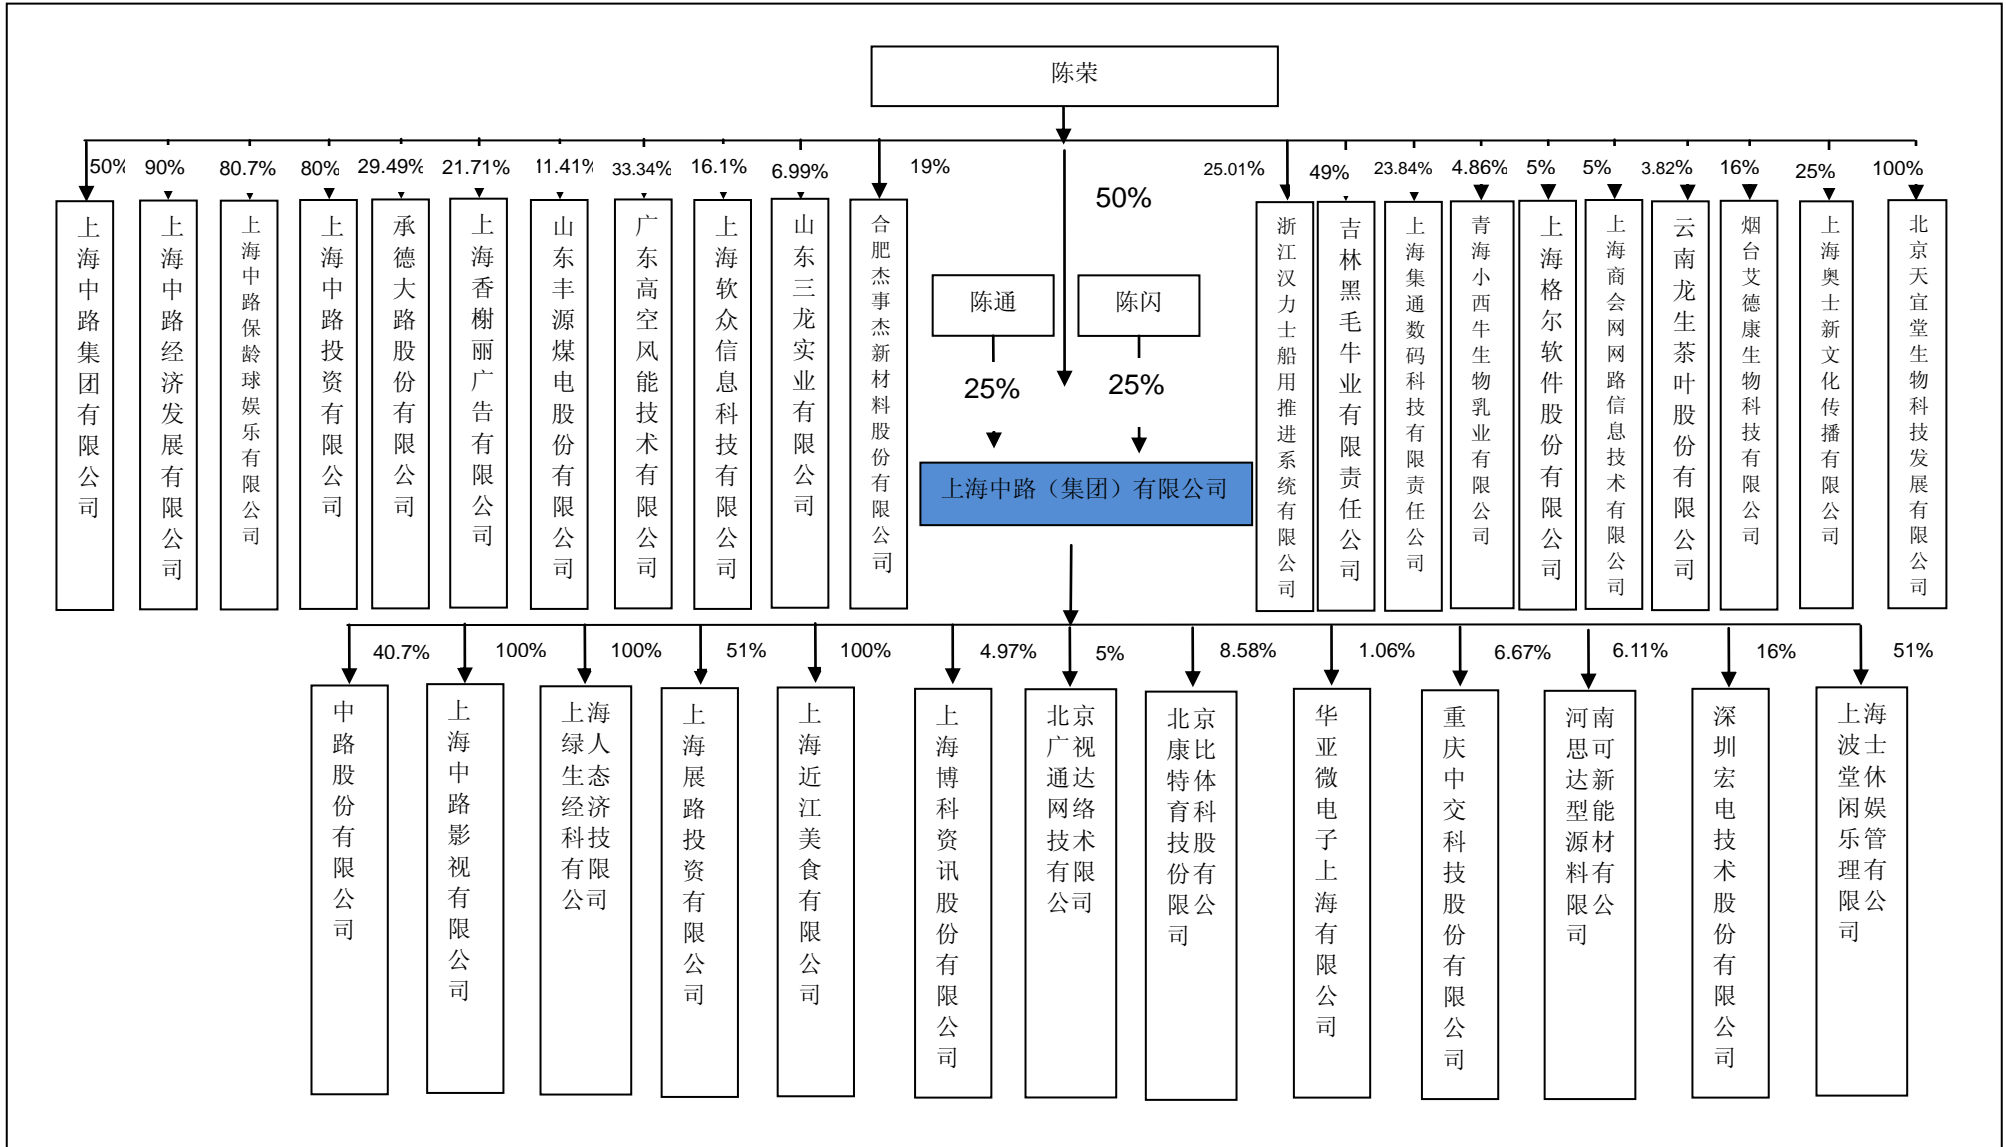 陈荣
50%
90%
80.7%
80%
29.49%
21.71%
11.41%
33.34%
16.1%
6.99%
19%
50%
25.01%
49%
23.84%
4.86%
5%
5%
3.82%
16%
25%
100%
上海中路集团有限公司
上海中路经济发展有限公司
上海中路保龄球娱乐有限公司
上海中路投资有限公司
承德大路股份有限公司
上海香榭丽广告有限公司
山东丰源煤电股份有限公司
广东高空风能技术有限公司
上海软众信息科技有限公司
山东三龙实业有限公司
合肥杰事杰新材料股份有限公司
陈通
陈闪
25%
25%
上海中路（集团）有限公司
浙江汉力士船用推进系统有限公司
吉林黑毛牛业有限责任公司
上海集通数码科技有限责任公司
青海小西牛生物乳业有限公司
上海格尔软件股份有限公司
上海商会网网路信息技术有限公司
云南龙生茶叶股份有限公司
烟台艾德康生物科技有限公司
上海奥士新文化传播有限公司
北京天宜堂生物科技发展有限公司
40.7%
100%
100%
51%
100%
4.97%
5%
8.58%
1.06%
6.67%
6.11%
16%
51%
中路股份有限公司
上海中路影视有限公司
上海绿人生态经济科技有限公司
上海展路投资有限公司
上海近江美食有限公司
上海博科资讯股份有限公司
北京广视通达网络技术有限公司
北京康比特体育科技股份有限公司
华亚微电子上海有限公司
重庆中交科技股份有限公司
河南思可达新型能源材料有限公司
深圳宏电技术股份有限公司
上海波士堂休闲娱乐管理有限公司